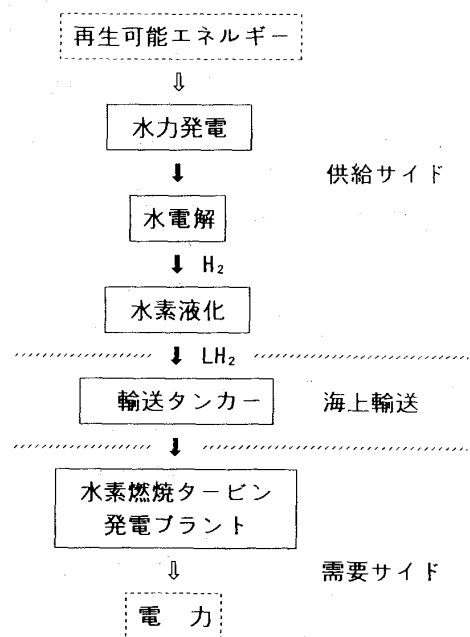 再生可能エネルギー
水力発電
供給サイド
水電解
H₂
水素液化
LH₂
輸送タンカー
海上輸送
水素燃焼タービン
発電プラント
需要サイド
電 力